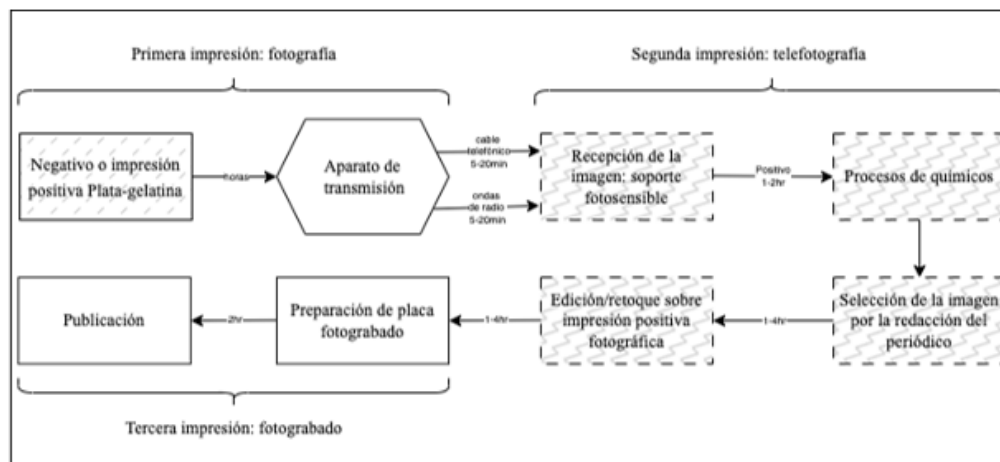 Primera impresión: fotografía
Segunda impresión: telefotografía
Negativo o impresión
positiva Plata-gelatina
horas
Aparato de
transmisión
cable
telefónico
5-20min
ondas
de radio
5-20min
Recepción de la
imagen: soporte
fotosensible
Positivo
1-2hr
Procesos de químicos
Selección de la imagen
por la redacción del
periódico
1-4hr
Edición/retoque sobre
impresión positiva
fotográfica
1-4hr
Preparación de placa
fotograbado
2hr
Publicación
Tercera impresión: fotograbado